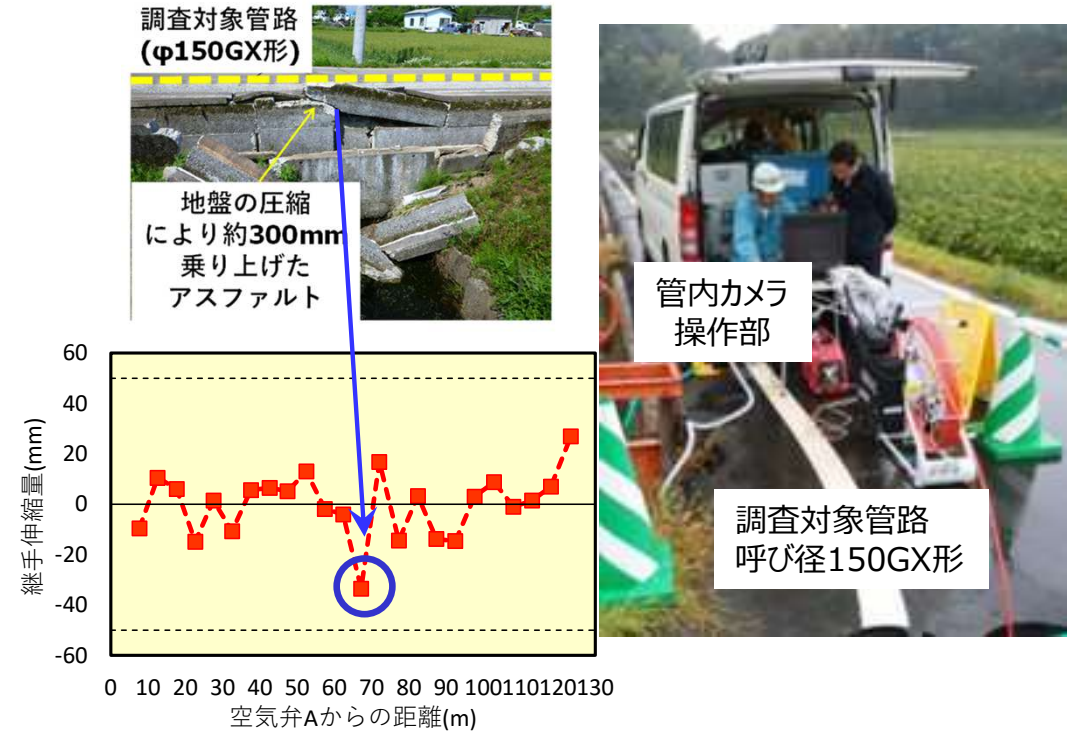 調査対象管路
(φ150GX形)
地盤の圧縮
により約300mm
乗り上げた
アスファルト
管内カメラ
操作部
調査対象管路
呼び径150GX形
60
40
20
0
-20
-40
-60
継手伸縮量(mm)
0 10 20 30 40 50 60 70 80 90 100110120130
空気弁Aからの距離(m)